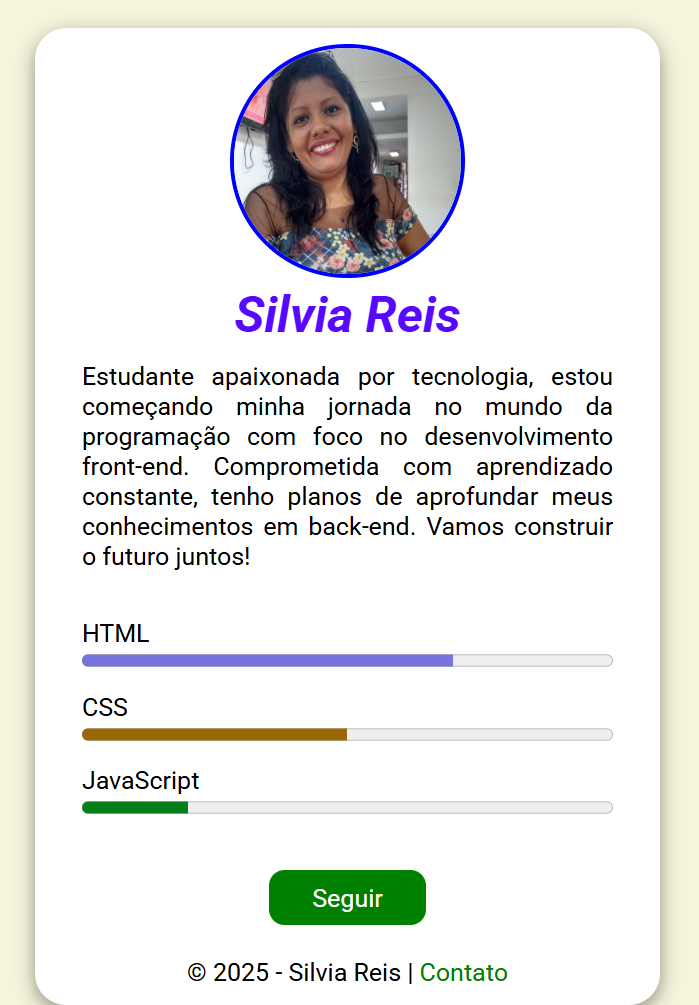 Silvia Reis
Estudante apaixonada por tecnologia, estou
começando minha jornada no mundo da
programação com foco no desenvolvimento
front-end. Comprometida com aprendizado
constante, tenho planos de aprofundar meus
conhecimentos em back-end. Vamos construir
o futuro juntos!
HTML
CSS
JavaScript
Seguir
© 2025 - Silvia Reis | Contato